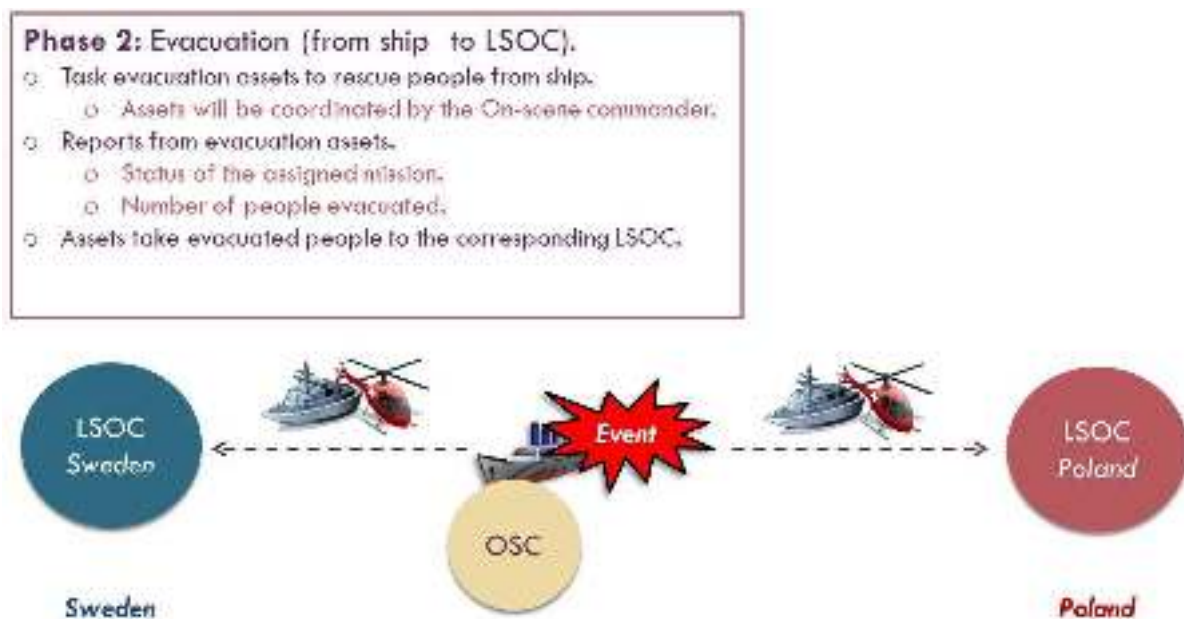 Phase 2: Evacuation (from ship to LSOC).
o Task evacuation assets to rescue people from ship.
o Assets will be coordinated by the On-scene commander.
o Reports from evacuation assets.
o Status of the assigned mission.
o Number of people evacuated.
o Assets take evacuated people to the corresponding LSOC.
LSOC
Sweden
Event
LSOC
Poland
OSC
Sweden
Poland